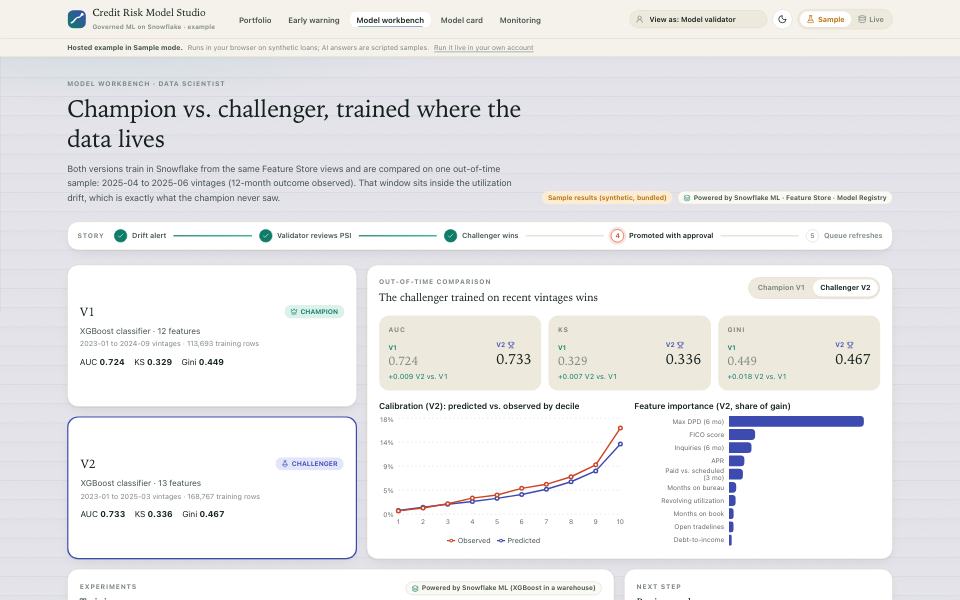 Credit Risk Model Studio
Governed ML on Snowflake · example
Portfolio
Early warning
Model workbench
Model card
Monitoring
View as: Model validator
Sample
Live
Hosted example in Sample mode. Runs in your browser on synthetic loans; AI answers are scripted samples. Run it live in your own account
MODEL WORKBENCH · DATA SCIENTIST
Champion vs. challenger, trained where the
data lives
Both versions train in Snowflake from the same Feature Store views and are compared on one out-of-time
sample: 2025-04 to 2025-06 vintages (12-month outcome observed). That window sits inside the utilization
drift, which is exactly what the champion never saw.
Sample results (synthetic, bundled)
Powered by Snowflake ML · Feature Store · Model Registry
STORY
Drift alert
Validator reviews PSI
Challenger wins
4 Promoted with approval
5 Queue refreshes
V1
CHAMPION
XGBoost classifier · 12 features
2023-01 to 2024-09 vintages · 113,693 training rows
AUC 0.724 KS 0.329 Gini 0.449
V2
CHALLENGER
XGBoost classifier · 13 features
2023-01 to 2025-03 vintages · 168,767 training rows
AUC 0.733 KS 0.336 Gini 0.467
OUT-OF-TIME COMPARISON
The challenger trained on recent vintages wins
Champion V1
Challenger V2
AUC
V1
0.724
V2
0.733
+0.009 V2 vs. V1
KS
V1
0.329
V2
0.336
+0.007 V2 vs. V1
GINI
V1
0.449
V2
0.467
+0.018 V2 vs. V1
Calibration (V2): predicted vs. observed by decile
18%
14%
9%
5%
0%
1 2 3 4 5 6 7 8 9 10
Observed
Predicted
Feature importance (V2, share of gain)
Max DPD (6 mo)
FICO score
Inquiries (6 mo)
APR
Paid vs. scheduled
(3 mo)
Months on bureau
Revolving utilization
Months on book
Open tradelines
Debt-to-income
EXPERIMENTS
Powered by Snowflake ML (XGBoost in a warehouse)
NEXT STEP